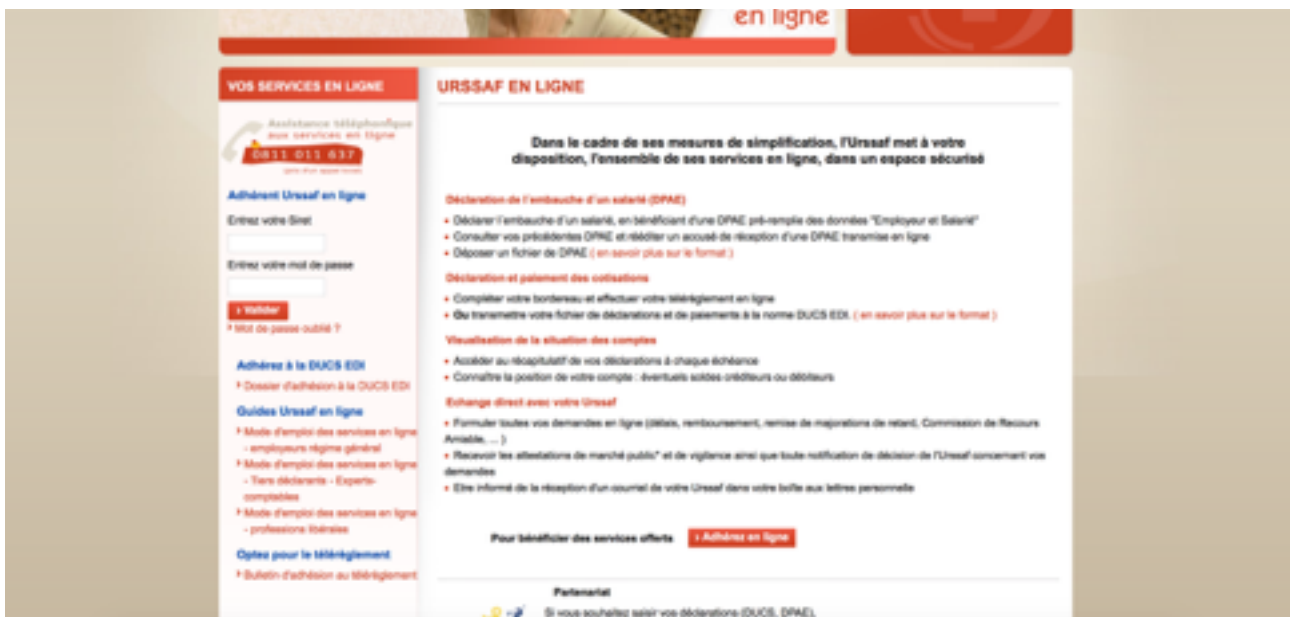 en ligne
VOS SERVICES EN LIGNE
Assistance téléphonique
aux services en ligne
0811 011 637
Adhérent Urssaf en ligne
Entrez votre Siret
Entrez votre mot de passe
Valider
Mot de passe oublié ?
Adhérez à la DUCS EDI
Dossier d'adhésion à la DUCS EDI
Guides Urssaf en ligne
Mode d'emploi des services en ligne
- employeurs régime général
Mode d'emploi des services en ligne
- Tiers déclarants - Experts-
comptables
Mode d'emploi des services en ligne
- professions libérales
Optez pour le télérèglement
Bulletin d'adhésion au télérèglement
URSSAF EN LIGNE
Dans le cadre de ses mesures de simplification, l'Urssaf met à votre
disposition, l'ensemble de ses services en ligne, dans un espace sécurisé
Déclaration de l'embauche d'un salarié (DPAE)
Déclarer l'embauche d'un salarié, en bénéficiant d'une DPAE pré-remplie des données "Employeur et Salarié"
Consulter vos précédentes DPAE et rééditer un accusé de réception d'une DPAE transmise en ligne
Déposer un fichier de DPAE ( en savoir plus sur le format )
Déclaration et paiement des cotisations
Compléter votre bordereau et effectuer votre télérèglement en ligne
Ou transmettre votre fichier de déclarations et de paiements à la norme DUCS EDI. ( en savoir plus sur le format )
Visualisation de la situation des comptes
Accéder au récapitulatif de vos déclarations à chaque échéance
Connaître la position de votre compte : éventuels soldes créditeurs ou débiteurs
Echange direct avec votre Urssaf
Formuler toutes vos demandes en ligne (délais, remboursement, remise de majorations de retard, Commission de Recours
Amiable, ... )
Recevoir les attestations de marché public* et de vigilance ainsi que toute notification de décision de l'Urssaf concernant vos
demandes
Etre informé de la réception d'un courriel de votre Urssaf dans votre boîte aux lettres personnelle
Pour bénéficier des services offerts
Adhérez en ligne
Partenariat
Si vous souhaitez saisir vos déclarations (DUCS, DPAE),